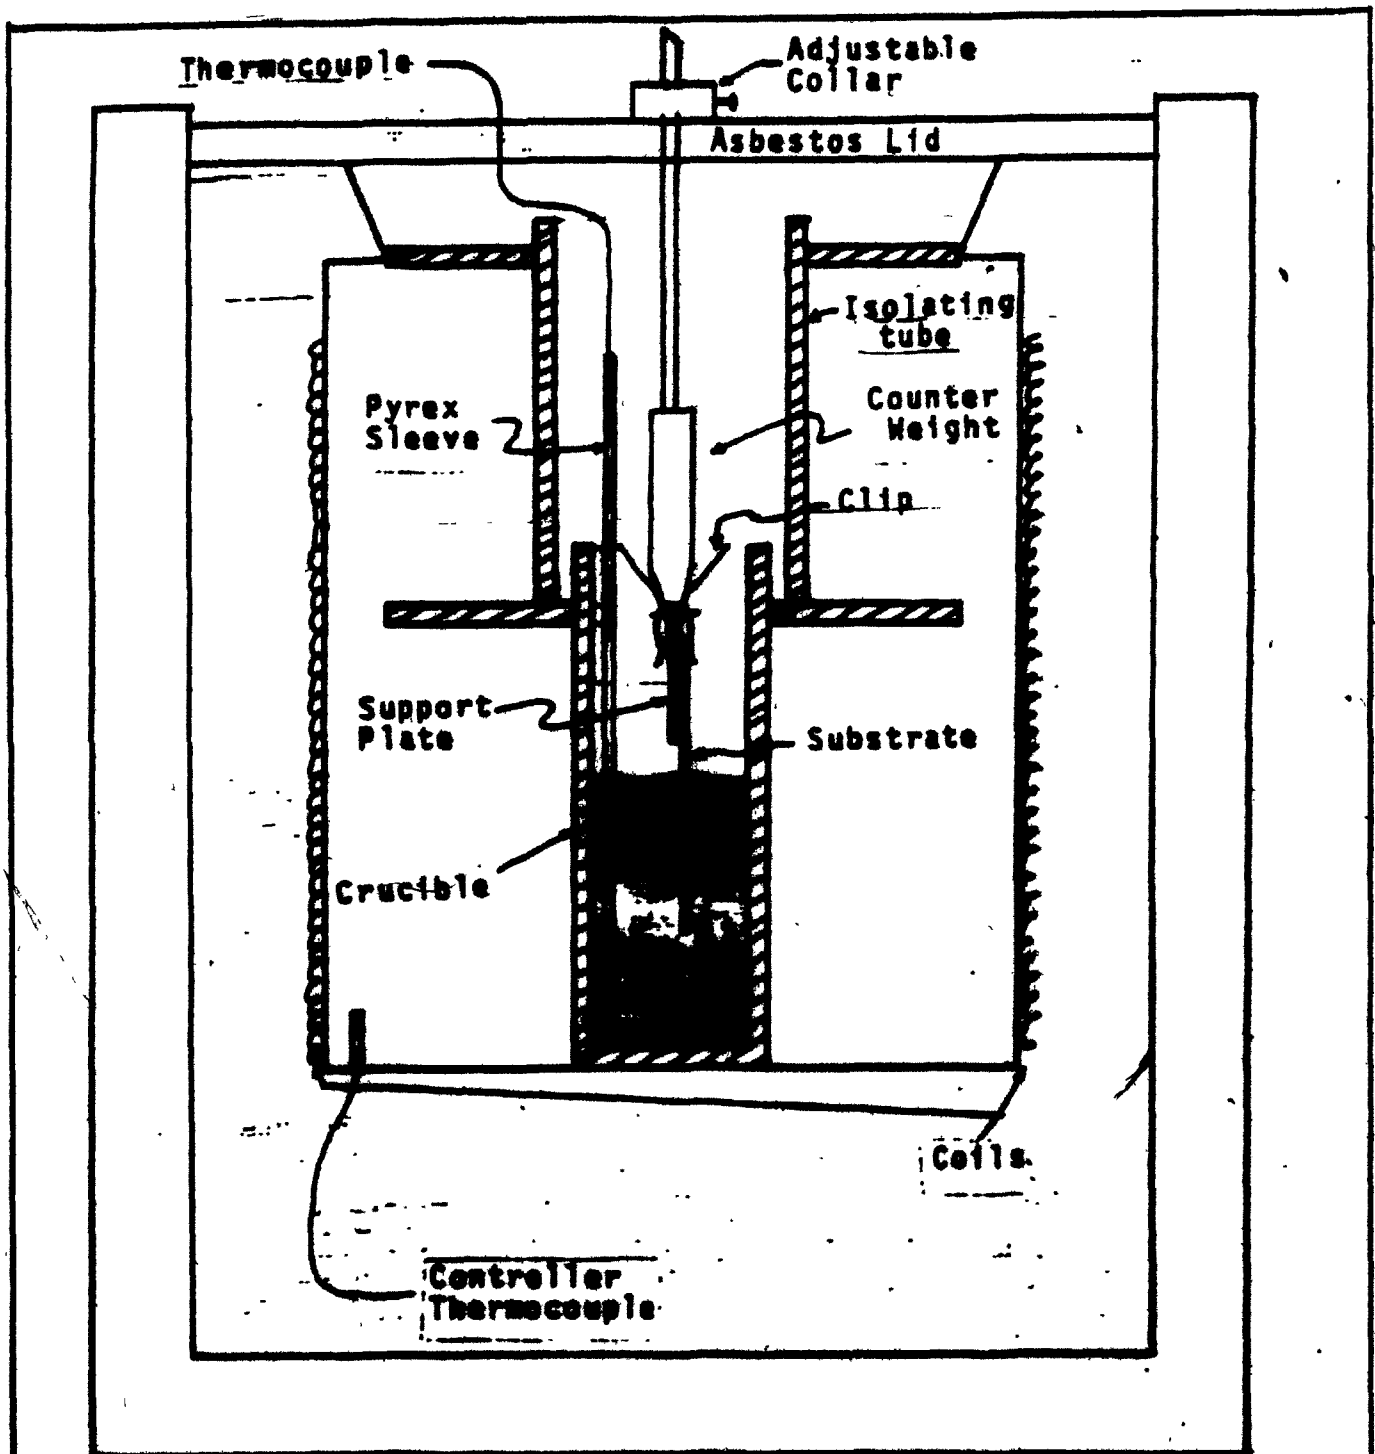 Thermocouple
Adjustable
Collar
Asbestos Lid
Isolating
tube
Pyrex
Sleeve
Counter
Weight
Clip
Support
Plate
Substrate
Crucible
Coils
Controller
Thermocouple